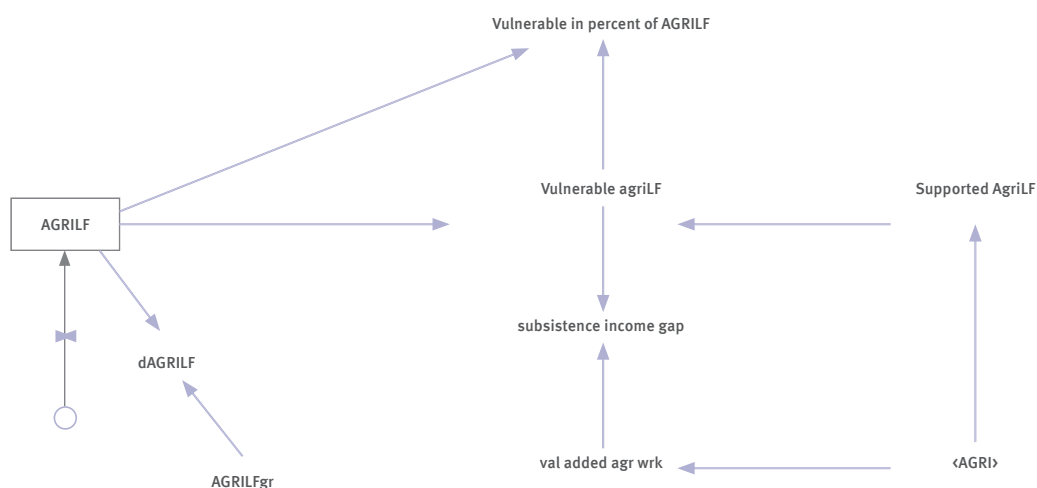 Vulnerable in percent of AGRILF
Vulnerable agriLF
Supported AgriLF
AGRILF
subsistence income gap
dAGRILF
val added agr wrk
<AGRI>
AGRILFgr